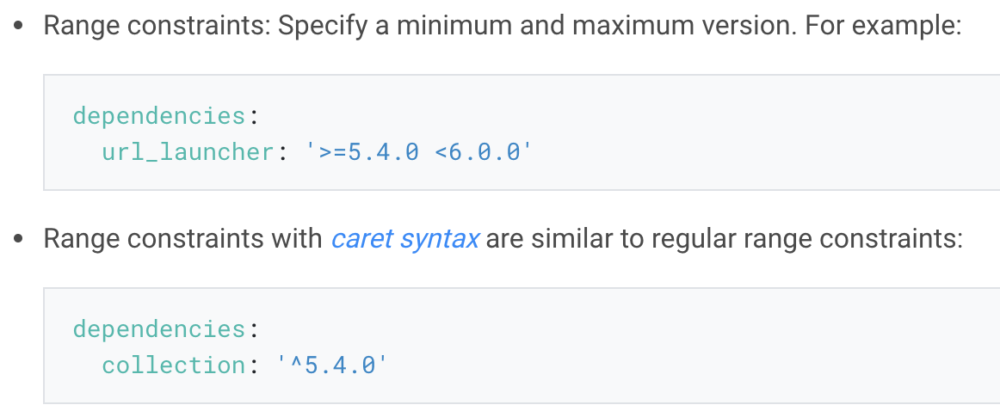 • Range constraints: Specify a minimum and maximum version. For example:
dependencies:
  url_launcher: '>=5.4.0 <6.0.0'
• Range constraints with caret syntax are similar to regular range constraints:
dependencies:
  collection: '^5.4.0'